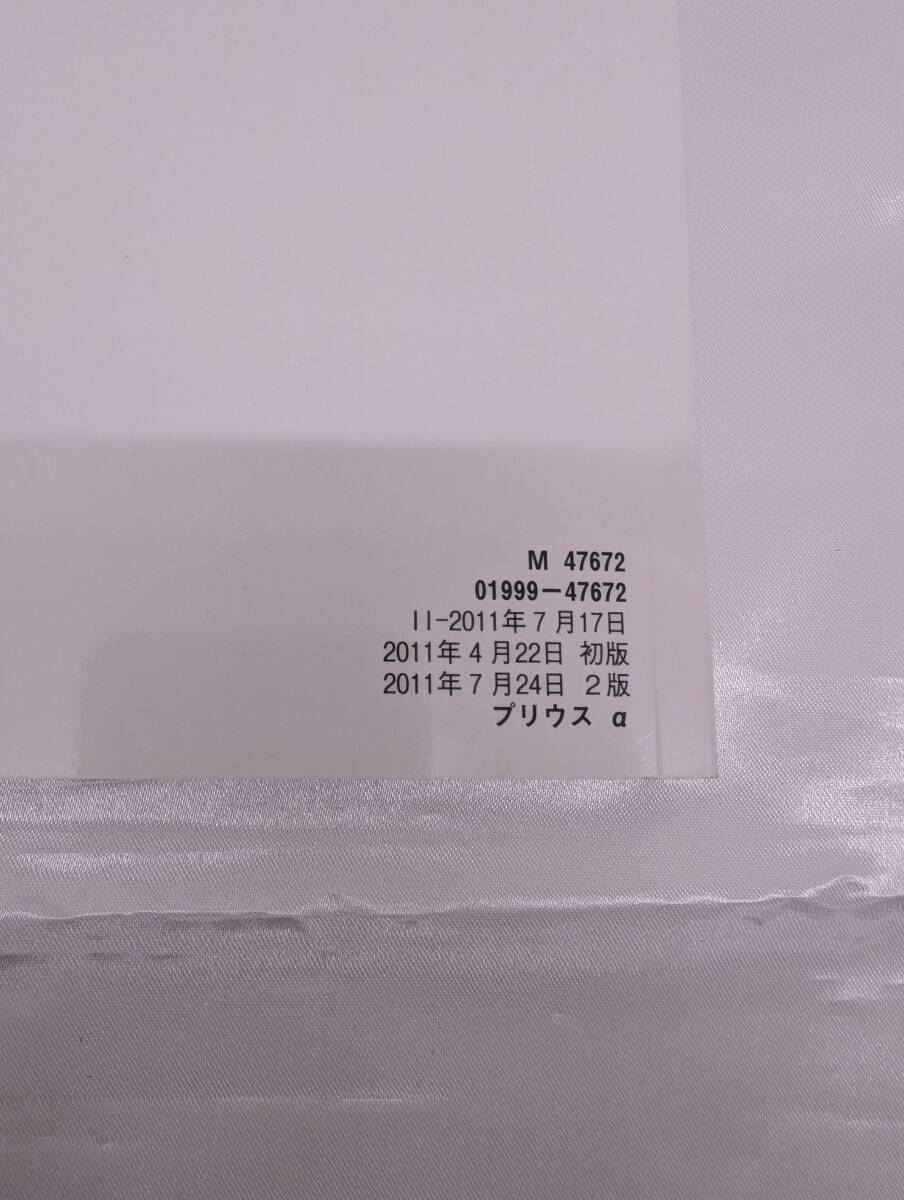 M 47672
01999-47672
II-2011年7月17日
2011年4月22日 初版
2011年7月24日 2版
プリウス α